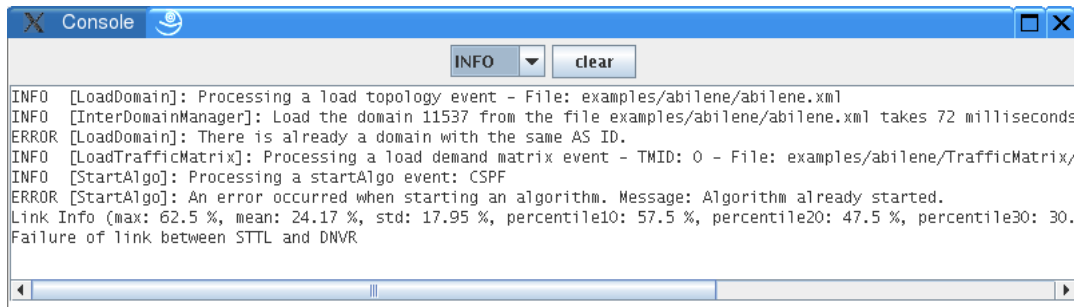 Console
INFO clear
INFO [LoadDomain]: Processing a load topology event - File: examples/abilene/abilene.xml
INFO [InterDomainManager]: Load the domain 11537 from the file examples/abilene/abilene.xml takes 72 milliseconds
ERROR [LoadDomain]: There is already a domain with the same AS ID.
INFO [LoadTrafficMatrix]: Processing a load demand matrix event - TMID: 0 - File: examples/abilene/TrafficMatrix/
INFO [StartAlgo]: Processing a startAlgo event: CSPF
ERROR [StartAlgo]: An error occurred when starting an algorithm. Message: Algorithm already started.
Link Info (max: 62.5 %, mean: 24.17 %, std: 17.95 %, percentile10: 57.5 %, percentile20: 47.5 %, percentile30: 30.
Failure of link between STTL and DNVR